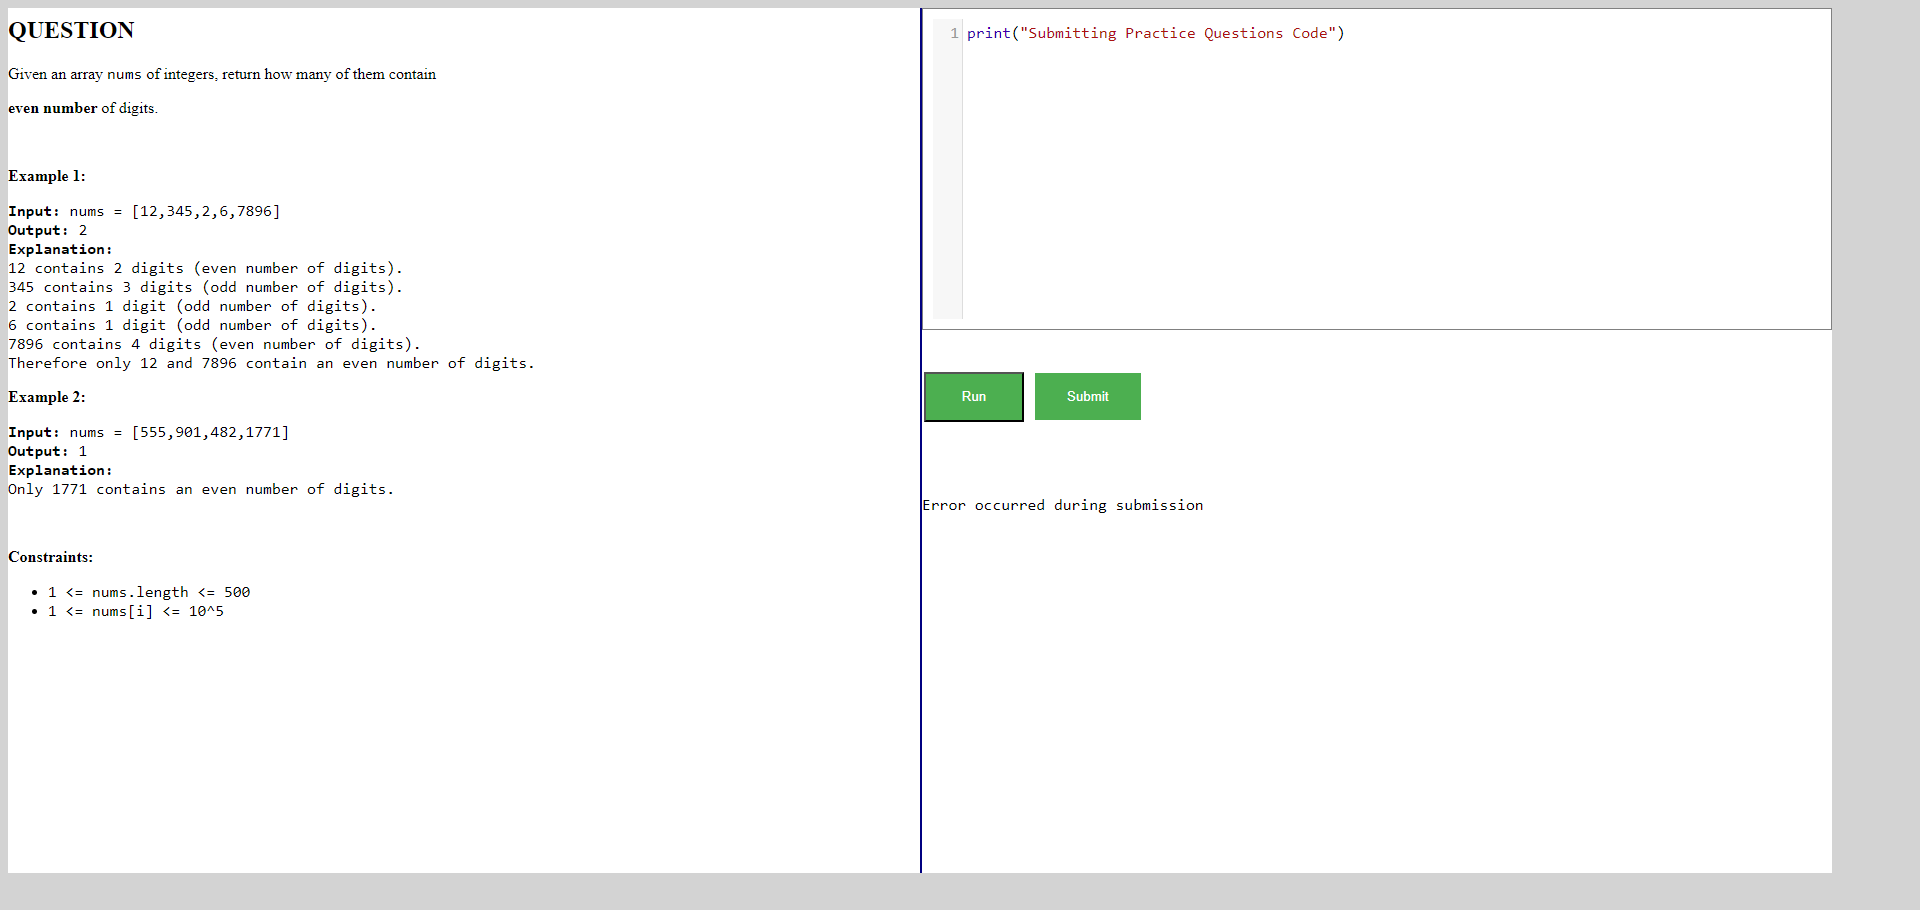 QUESTION
Given an array nums of integers, return how many of them contain
even number of digits.
Example 1:
Input: nums = [12,345,2,6,7896]
Output: 2
Explanation:
12 contains 2 digits (even number of digits).
345 contains 3 digits (odd number of digits).
2 contains 1 digit (odd number of digits).
6 contains 1 digit (odd number of digits).
7896 contains 4 digits (even number of digits).
Therefore only 12 and 7896 contain an even number of digits.
Example 2:
Input: nums = [555,901,482,1771]
Output: 1
Explanation:
Only 1771 contains an even number of digits.
Constraints:
• 1 <= nums.length <= 500
• 1 <= nums[i] <= 10^5
1 print("Submitting Practice Questions Code")
Run Submit
Error occurred during submission